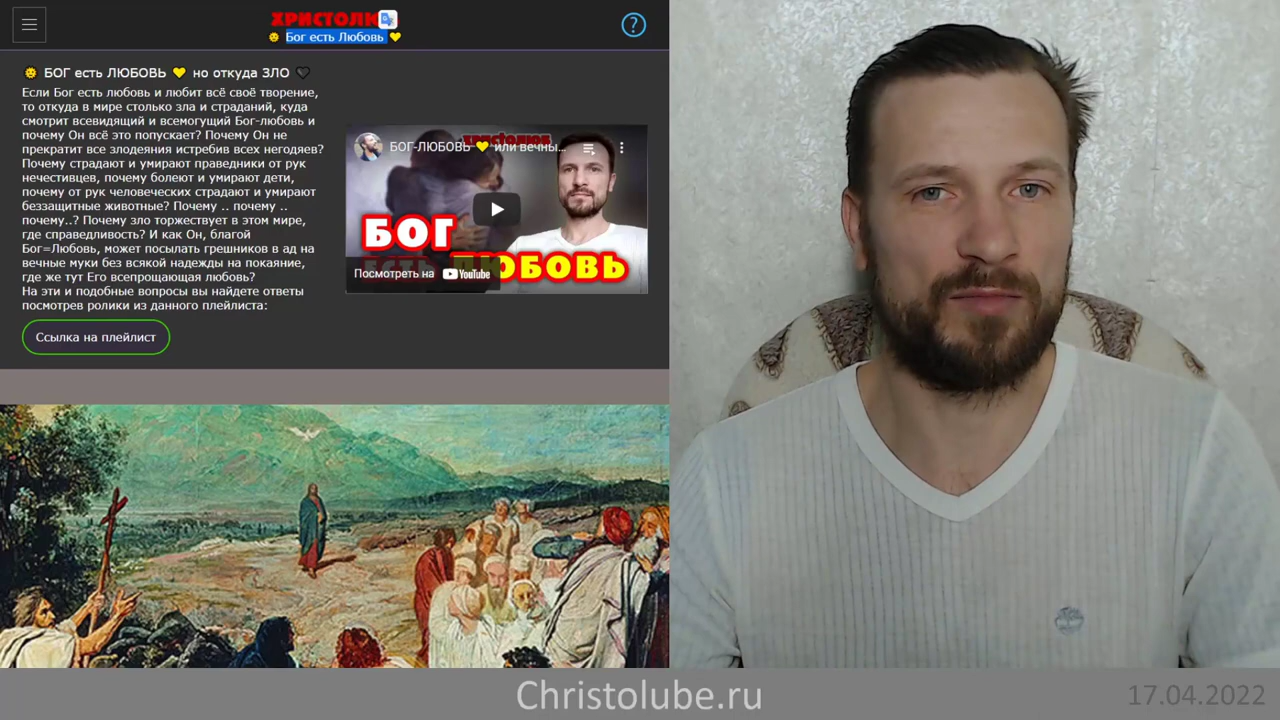 ХРИСТОЛЮ
Бог есть Любовь
?
БОГ есть ЛЮБОВЬ но откуда ЗЛО
Если Бог есть любовь и любит всё своё творение,
то откуда в мире столько зла и страданий, куда
смотрит всевидящий и всемогущий Бог-любовь и
почему Он всё это попускает? Почему Он не
прекратит все злодеяния истребив всех негодяев?
Почему страдают и умирают праведники от рук
нечестивцев, почему болеют и умирают дети,
почему от рук человеческих страдают и умирают
беззащитные животные? Почему .. почему ..
почему..? Почему зло торжествует в этом мире,
где справедливость? И как Он, благой
Бог=Любовь, может посылать грешников в ад на
вечные муки без всякой надежды на покаяние,
где же тут Его всепрощающая любовь?
На эти и подобные вопросы вы найдете ответы
посмотрев ролики из данного плейлиста:
Ссылка на плейлист
ХРИСТОЛЮБ
БОГ-ЛЮБОВЬ или вечны...
БОГ
ЛЮБОВЬ
Посмотреть на YouTube
Christolube.ru
17.04.2022